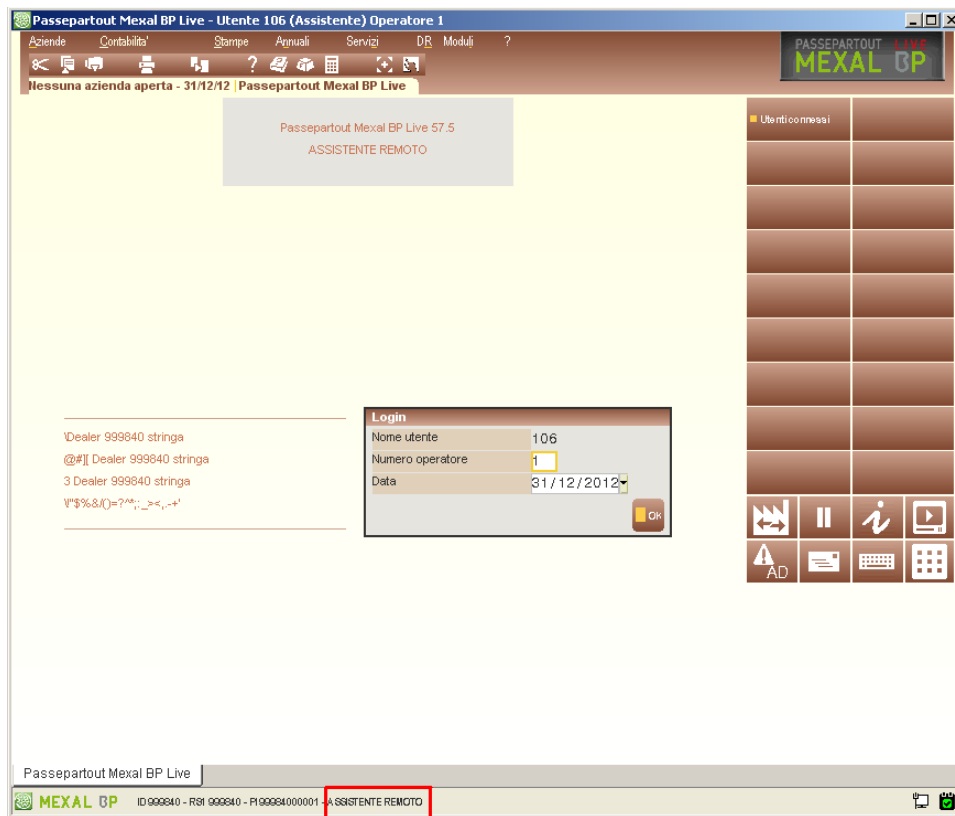 Passepartout Mexal BP Live - Utente 106 (Assistente) Operatore 1
Aziende Contabilita' Stampe Annuali Servizi DR Moduli ?
PASSEPARTOUT LIVE
MEXAL BP
Nessuna azienda aperta - 31/12/12 | Passepartout Mexal BP Live
Passepartout Mexal BP Live 57.5
ASSISTENTE REMOTO
Utenti connessi
Login
Nome utente 106
Numero operatore 1
Data 31/12/2012
Ok
\Dealer 999840 stringa
@#][ Dealer 999840 stringa
3 Dealer 999840 stringa
\!"$%&/()=?^*;:_><,.-+'
AD
Passepartout Mexal BP Live
MEXAL BP ID 999840 - RS1 999840 - PI 99984000001 - ASSISTENTE REMOTO